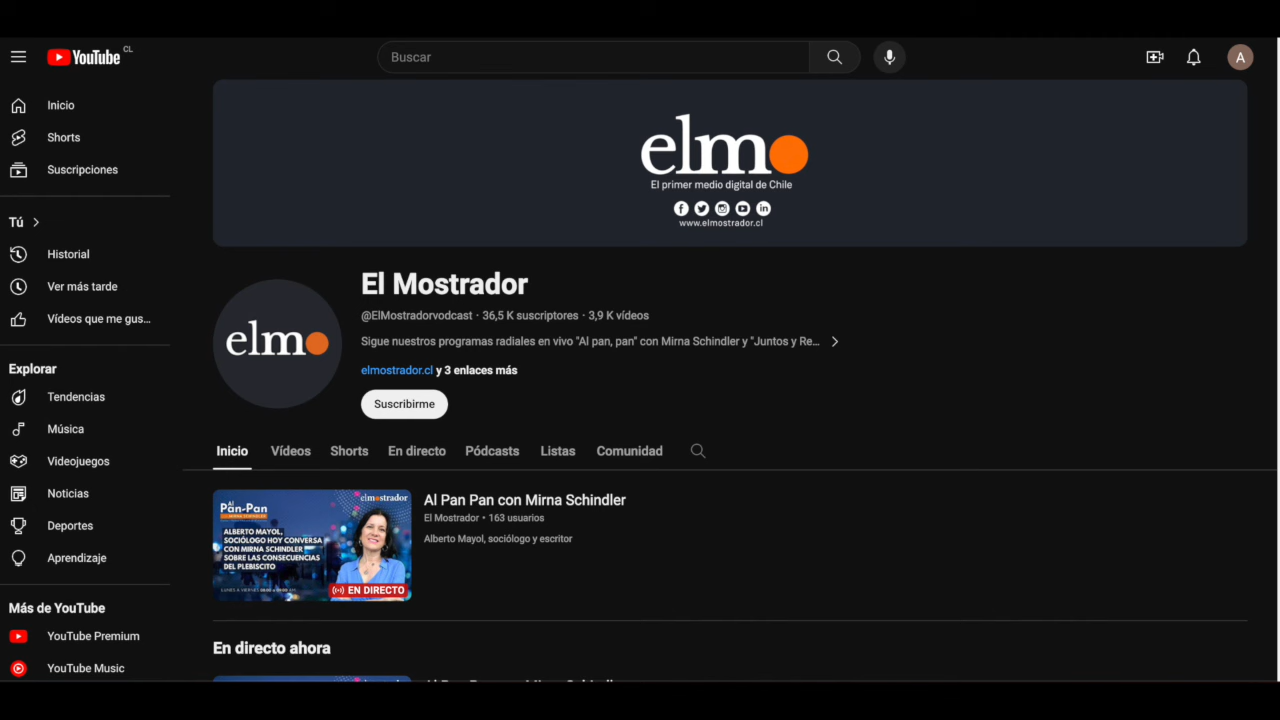 YouTube CL
Buscar
A
Inicio
Shorts
Suscripciones
Tú
Historial
Ver más tarde
Vídeos que me gus...
Explorar
Tendencias
Música
Videojuegos
Noticias
Deportes
Aprendizaje
Más de YouTube
YouTube Premium
YouTube Music
elmo
El primer medio digital de Chile
www.elmostrador.cl
elmo
El Mostrador
@ElMostradorvodcast · 36,5 K suscriptores · 3,9 K vídeos
Sigue nuestros programas radiales en vivo "Al pan, pan" con Mirna Schindler y "Juntos y Re...
elmostrador.cl y 3 enlaces más
Suscribirme
Inicio Vídeos Shorts En directo Pódcasts Listas Comunidad
elmostrador
Al
Pan-Pan
ALBERTO MAYOL,
SOCIÓLOGO HOY CONVERSA
CON MIRNA SCHINDLER
SOBRE LAS CONSECUENCIAS
DEL PLEBISCITO
EN DIRECTO
Al Pan Pan con Mirna Schindler
El Mostrador • 163 usuarios
Alberto Mayol, sociólogo y escritor
En directo ahora